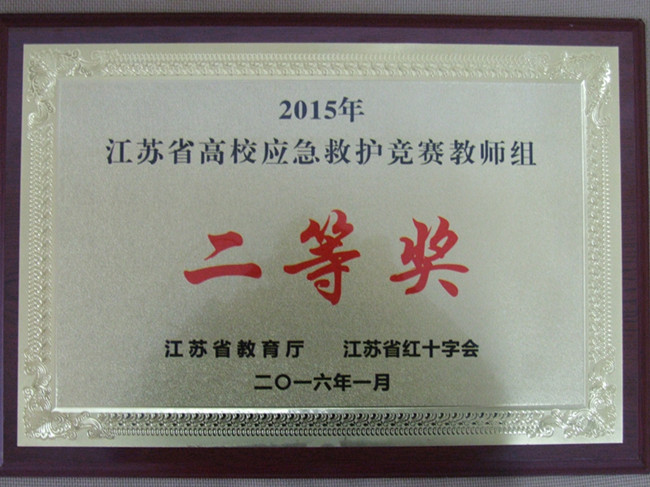 2015年
江苏省高校应急救护竞赛教师组
二等奖
江苏省教育厅　江苏省红十字会
二〇一六年一月